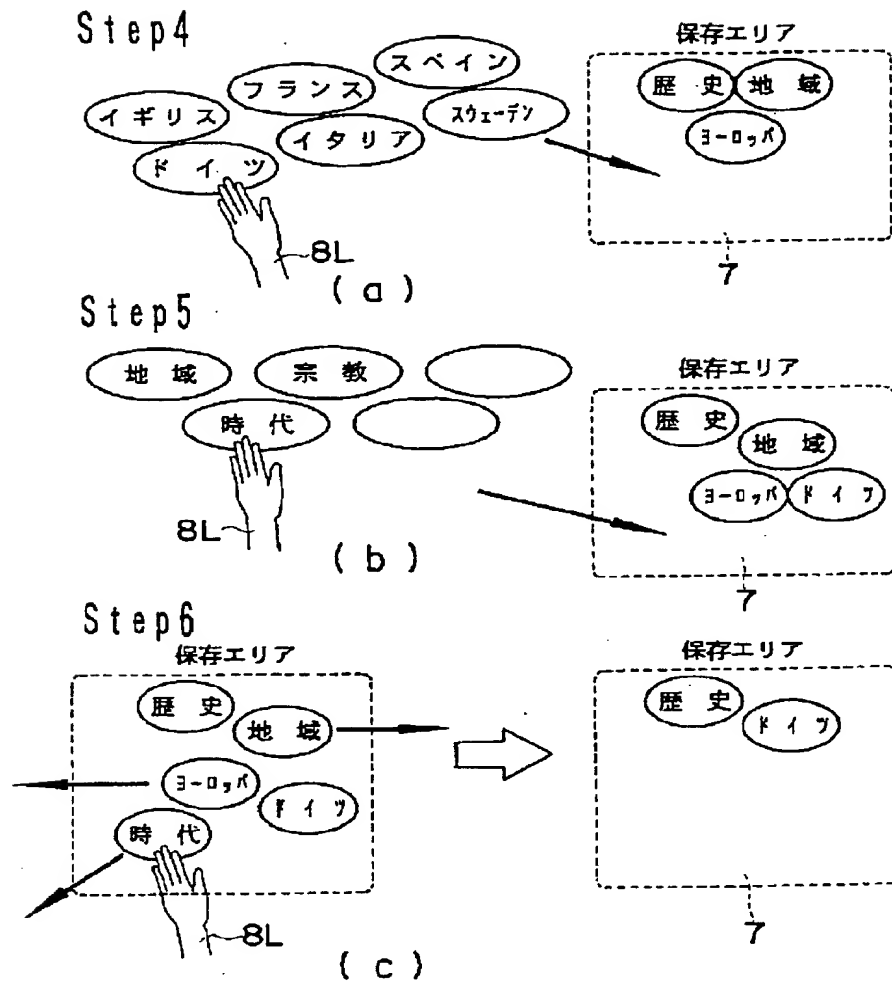 Step4
保存エリア
スペイン
フランス
イギリス
スウェーデン
イタリア
ドイツ
歴史 地域
ヨーロッパ
8L
7
(a)
Step5
保存エリア
地域 宗教
時代
歴史
地域
ヨーロッパ ドイツ
8L
7
(b)
Step6
保存エリア
歴史
地域
ヨーロッパ
ドイツ
時代
8L
保存エリア
歴史
ドイツ
7
(c)